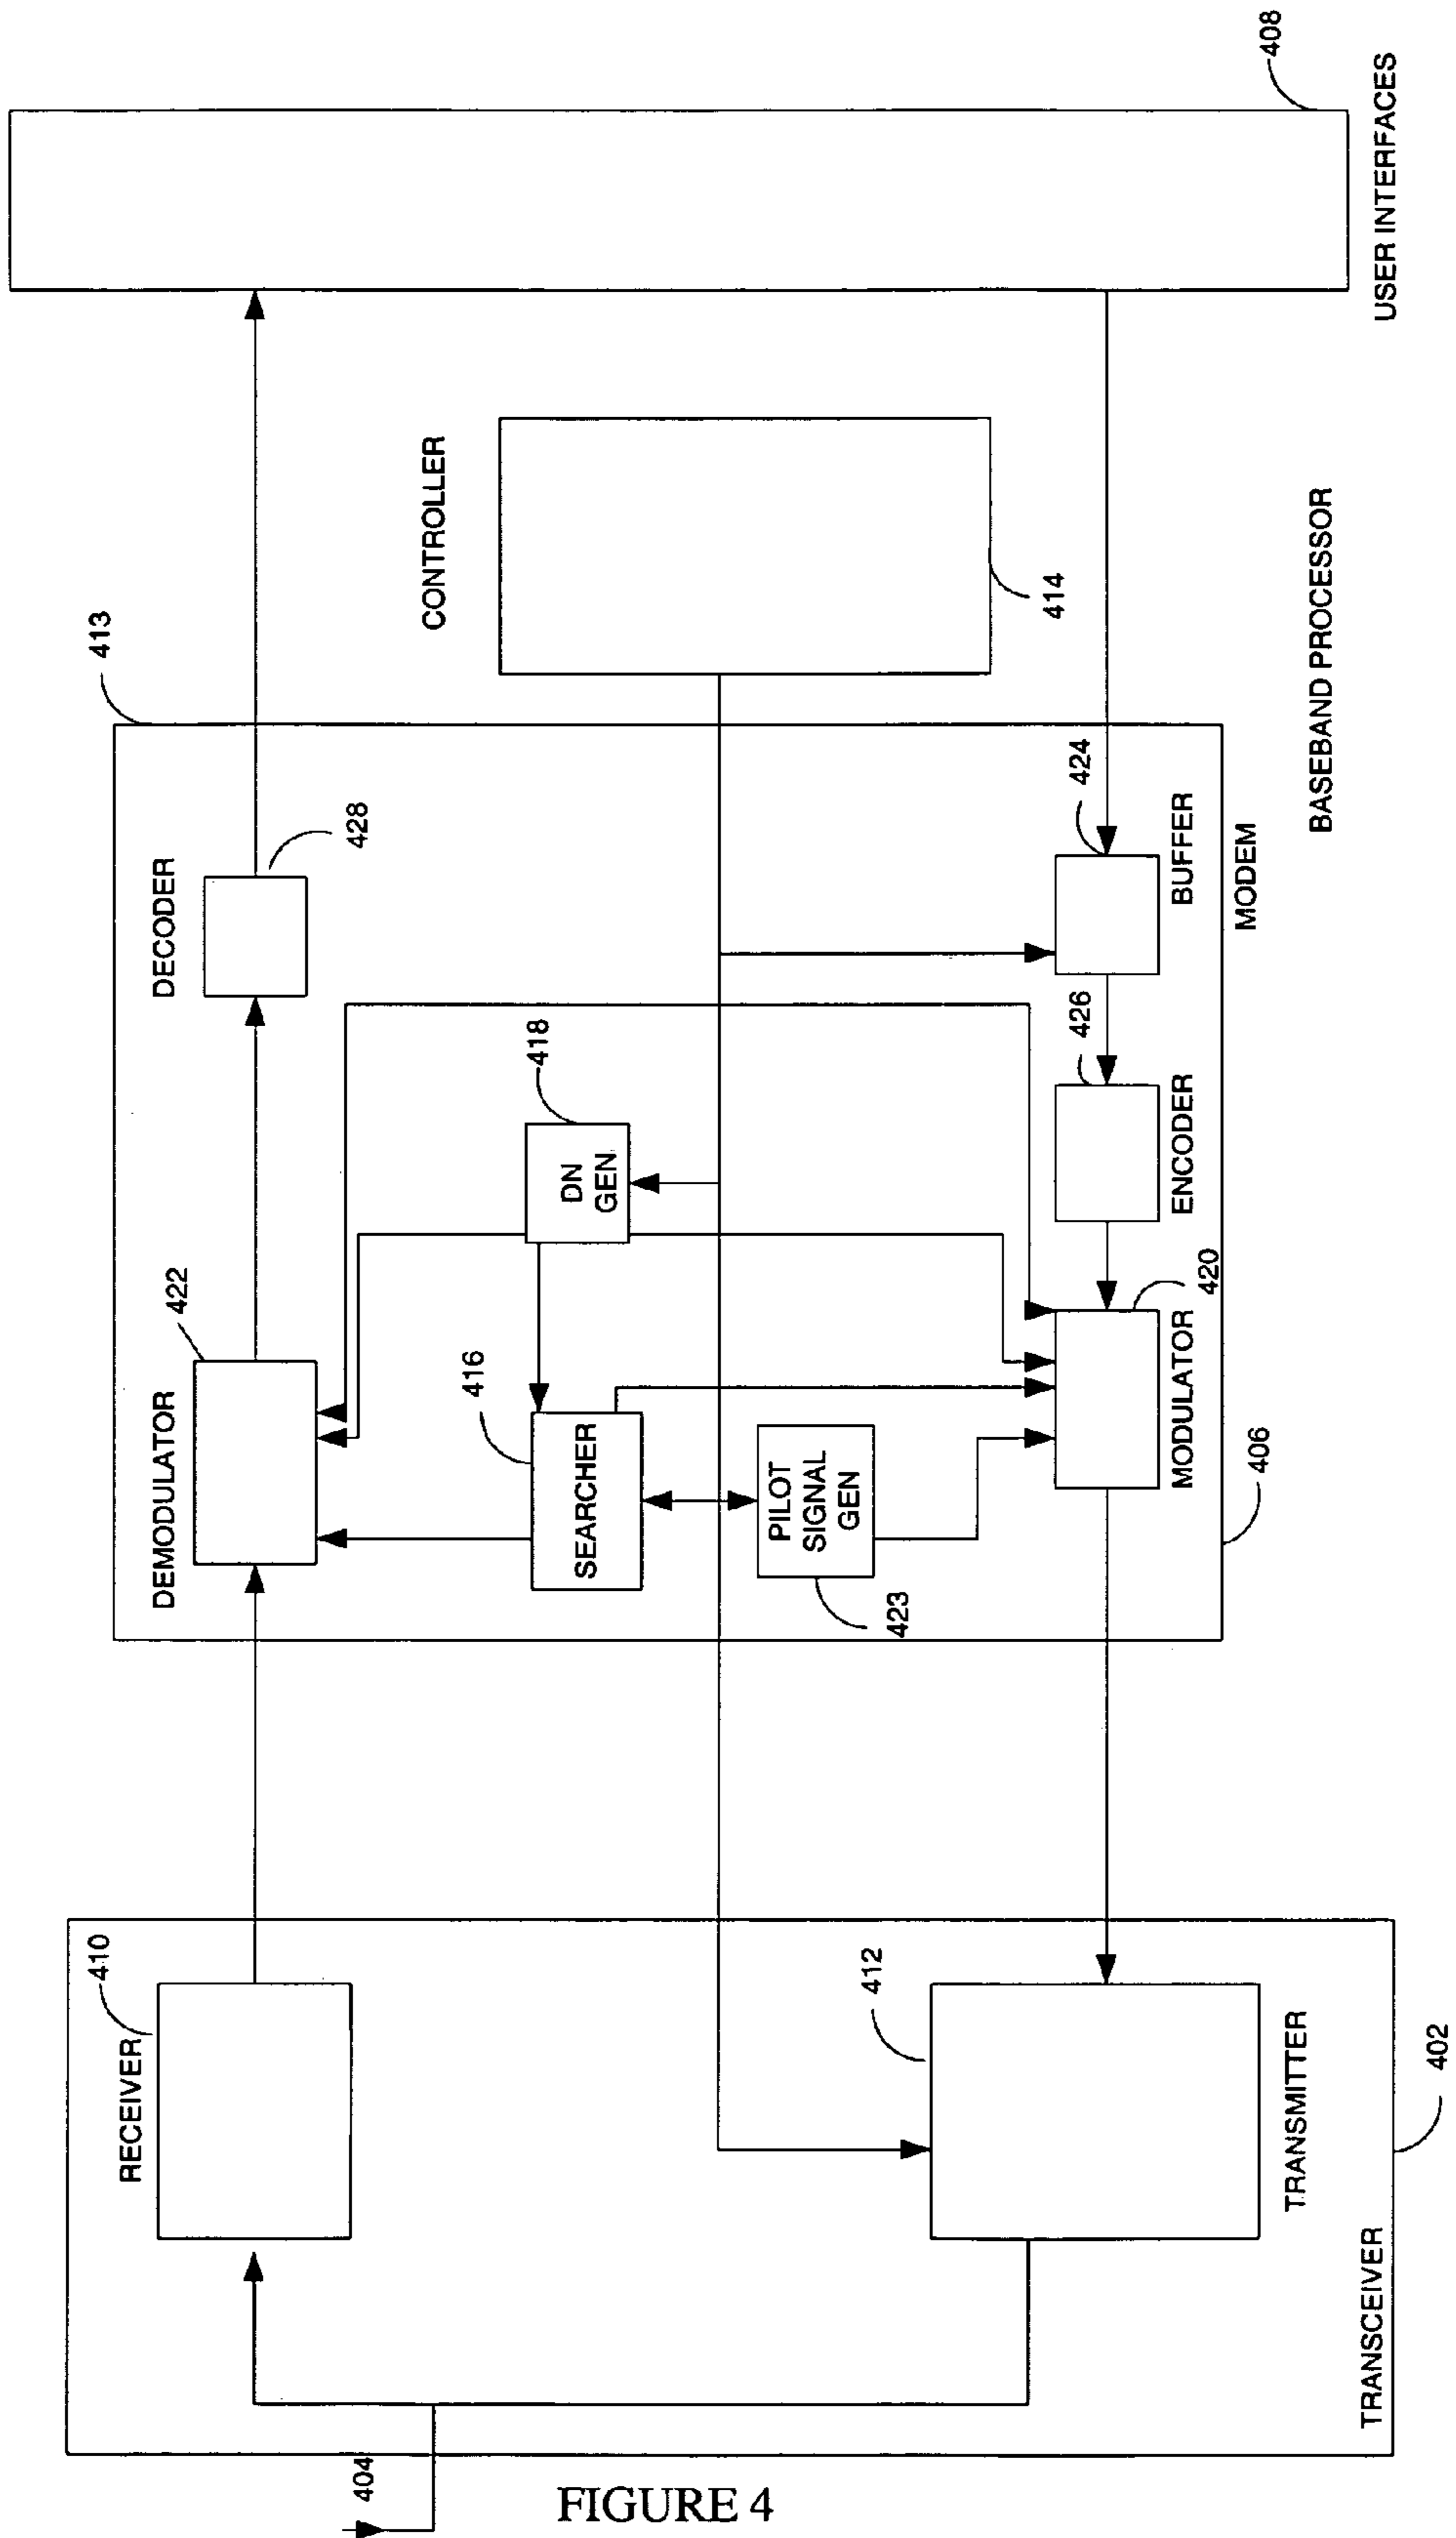 408
USER INTERFACES
CONTROLLER
414
BASEBAND PROCESSOR
413
DECODER
428
424
BUFFER
MODEM
418
DN
GEN
426
ENCODER
422
DEMODULATOR
416
SEARCHER
PILOT
SIGNAL
GEN
423
420
MODULATOR
406
410
RECEIVER
412
TRANSMITTER
402
TRANSCEIVER
404
FIGURE 4